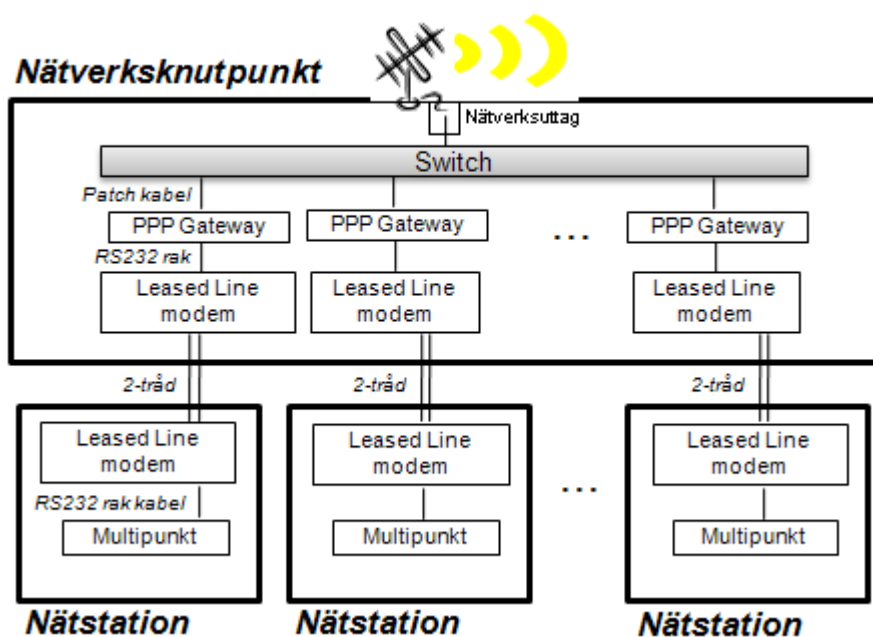 Nätverksknutpunkt
Nätverksuttag
Switch
Patch kabel
PPP Gateway
PPP Gateway
...
PPP Gateway
RS232 rak
Leased Line
modem
Leased Line
modem
Leased Line
modem
2-tråd
2-tråd
2-tråd
Leased Line
modem
Leased Line
modem
Leased Line
modem
RS232 rak kabel
...
Multipunkt
Multipunkt
Multipunkt
Nätstation
Nätstation
Nätstation